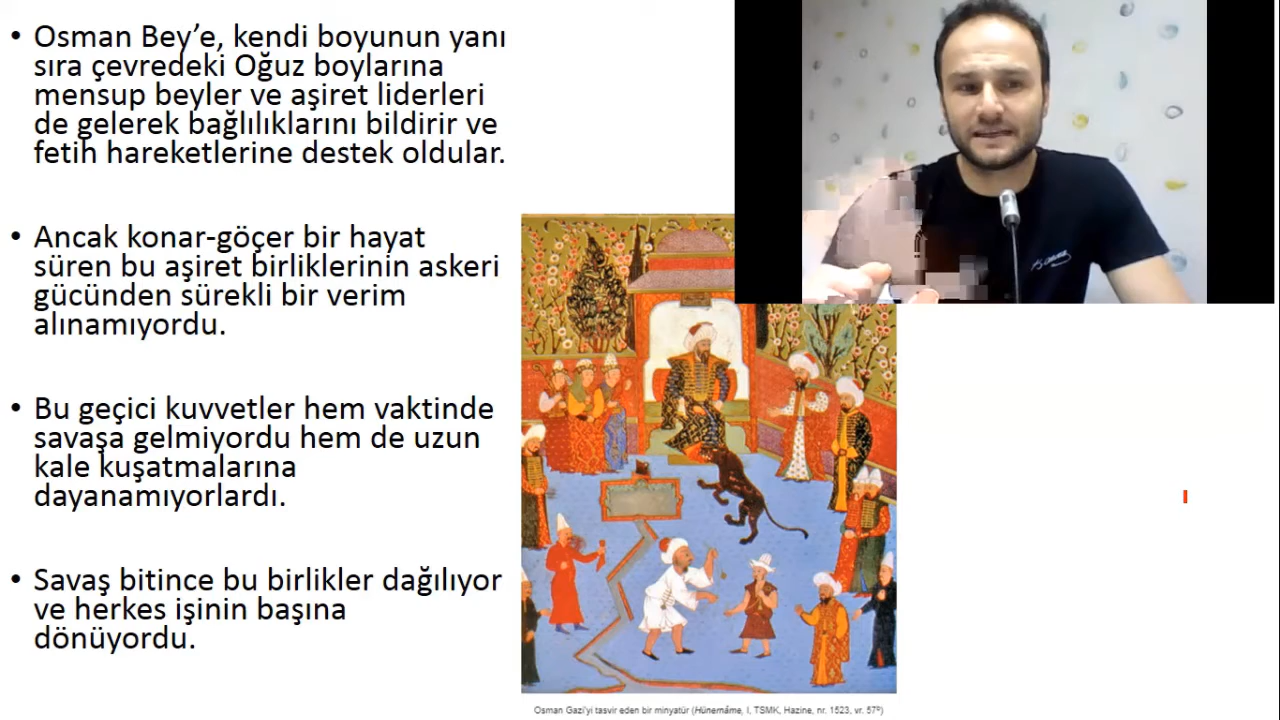 • Osman Bey’e, kendi boyunun yanı
sıra çevredeki Oğuz boylarına
mensup beyler ve aşiret liderleri
de gelerek bağlılıklarını bildirir ve
fetih hareketlerine destek oldular.
• Ancak konar-göçer bir hayat
süren bu aşiret birliklerinin askeri
gücünden sürekli bir verim
alınamıyordu.
• Bu geçici kuvvetler hem vaktinde
savaşa gelmiyordu hem de uzun
kale kuşatmalarına
dayanamıyorlardı.
• Savaş bitince bu birlikler dağılıyor
ve herkes işinin başına
dönüyordu.
Osman Gazi'yi tasvir eden bir minyatür (Hünernâme, I, TSMK, Hazine, nr. 1523, vr. 57ᵇ)